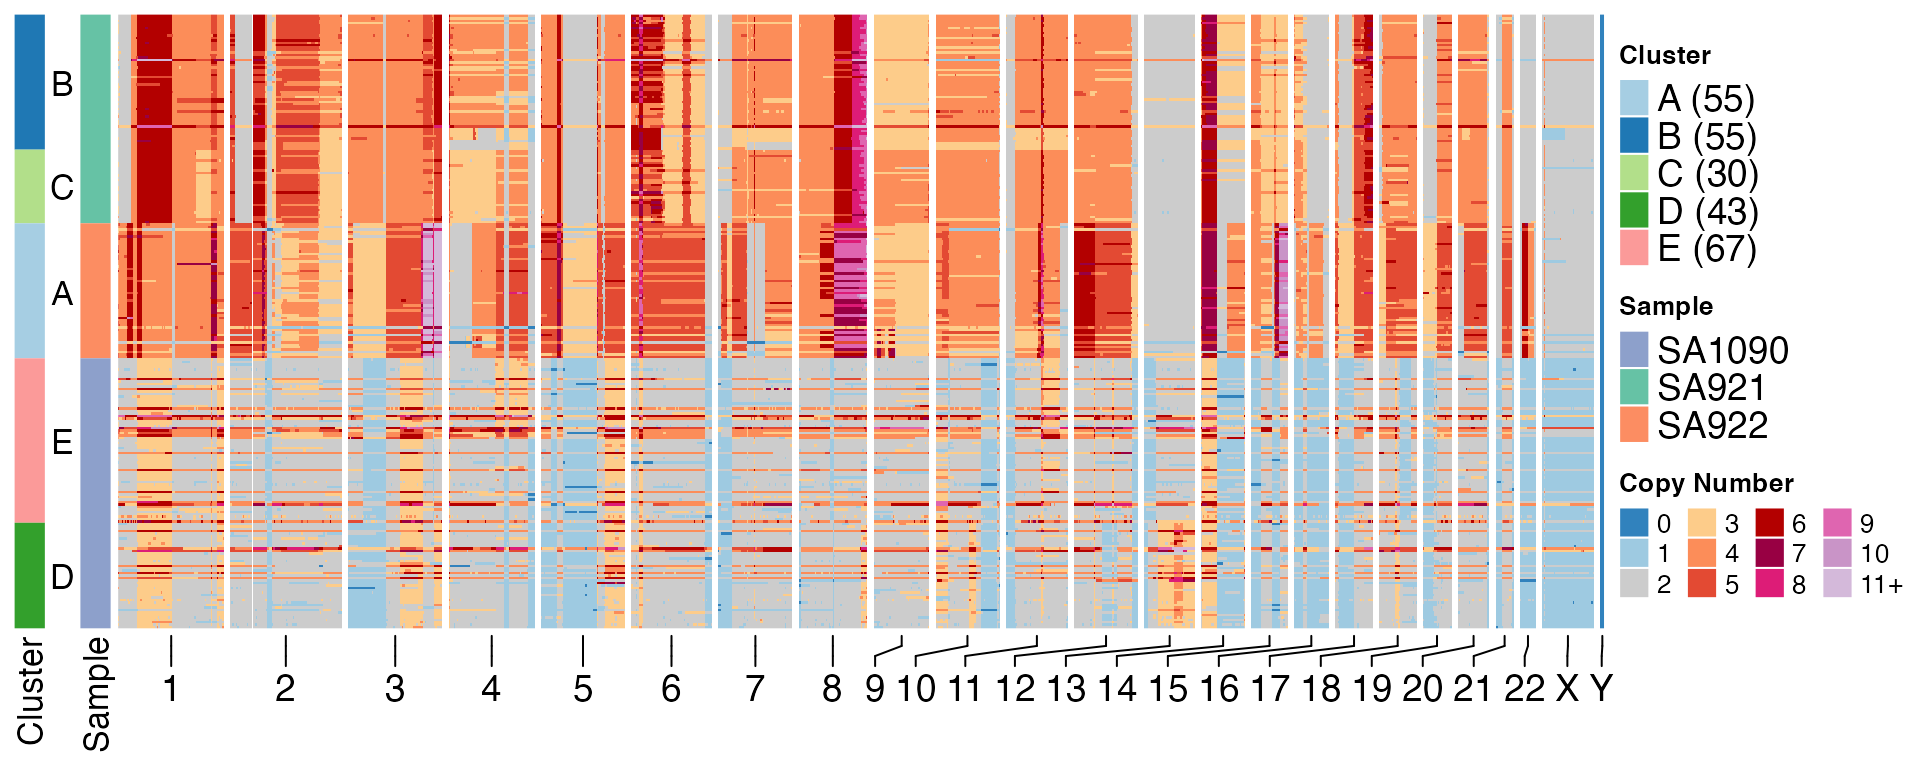 B
C
A
E
D
Cluster
Sample
1 2 3 4 5 6 7 8 9 10 11 12 13 14 15 16 17 18 19 20 21 22 X Y
Cluster
A (55)
B (55)
C (30)
D (43)
E (67)
Sample
SA1090
SA921
SA922
Copy Number
0 3 6 9
1 4 7 10
2 5 8 11+